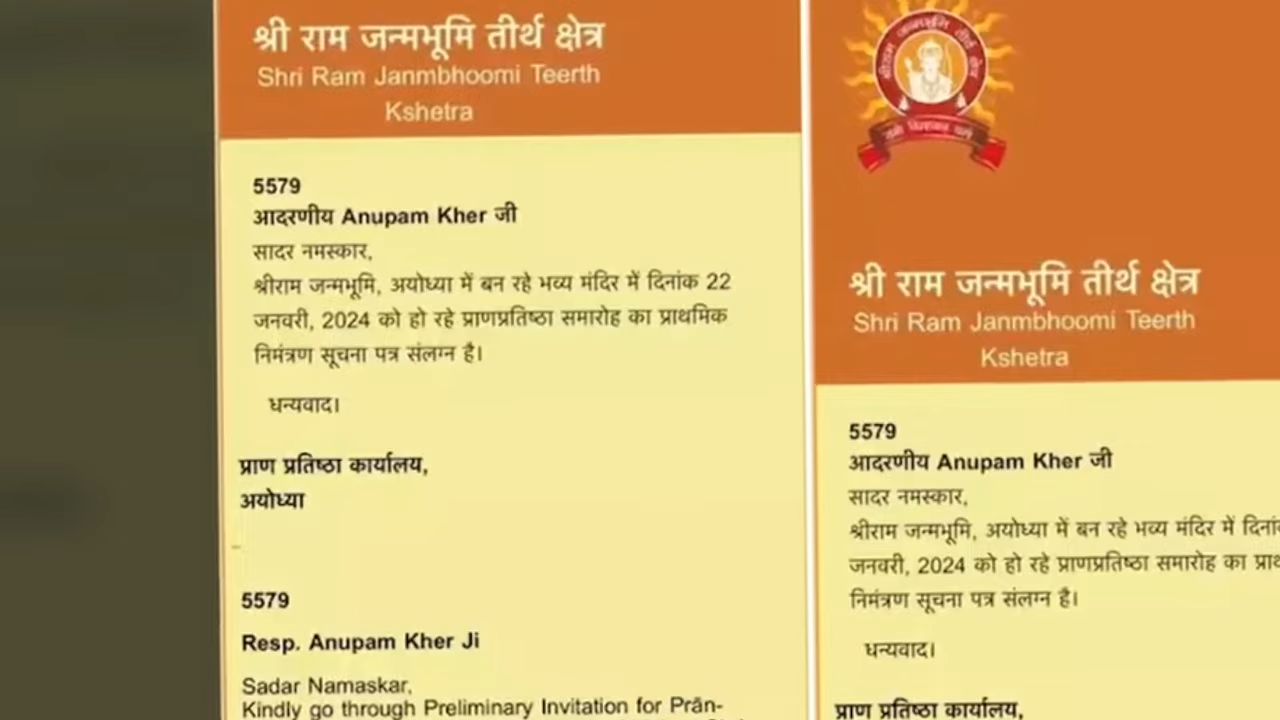 श्री राम जन्मभूमि तीर्थ क्षेत्र
Shri Ram Janmbhoomi Teerth
Kshetra
5579
आदरणीय Anupam Kher जी
सादर नमस्कार,
श्रीराम जन्मभूमि, अयोध्या में बन रहे भव्य मंदिर में दिनांक 22
जनवरी, 2024 को हो रहे प्राणप्रतिष्ठा समारोह का प्राथमिक
निमंत्रण सूचना पत्र संलग्न है।
धन्यवाद।
प्राण प्रतिष्ठा कार्यालय,
अयोध्या
5579
Resp. Anupam Kher Ji
Sadar Namaskar,
Kindly go through Preliminary Invitation for Prān-
श्रीराम जन्मभूमि तीर्थ क्षेत्र
श्री राम जन्मभूमि तीर्थ क्षेत्र
Shri Ram Janmbhoomi Teerth
Kshetra
5579
आदरणीय Anupam Kher जी
सादर नमस्कार,
श्रीराम जन्मभूमि, अयोध्या में बन रहे भव्य मंदिर में
जनवरी, 2024 को हो रहे प्राणप्रतिष्ठा समारोह का
निमंत्रण सूचना पत्र संलग्न है।
धन्यवाद।
प्राण प्रतिष्ठा कार्यालय,